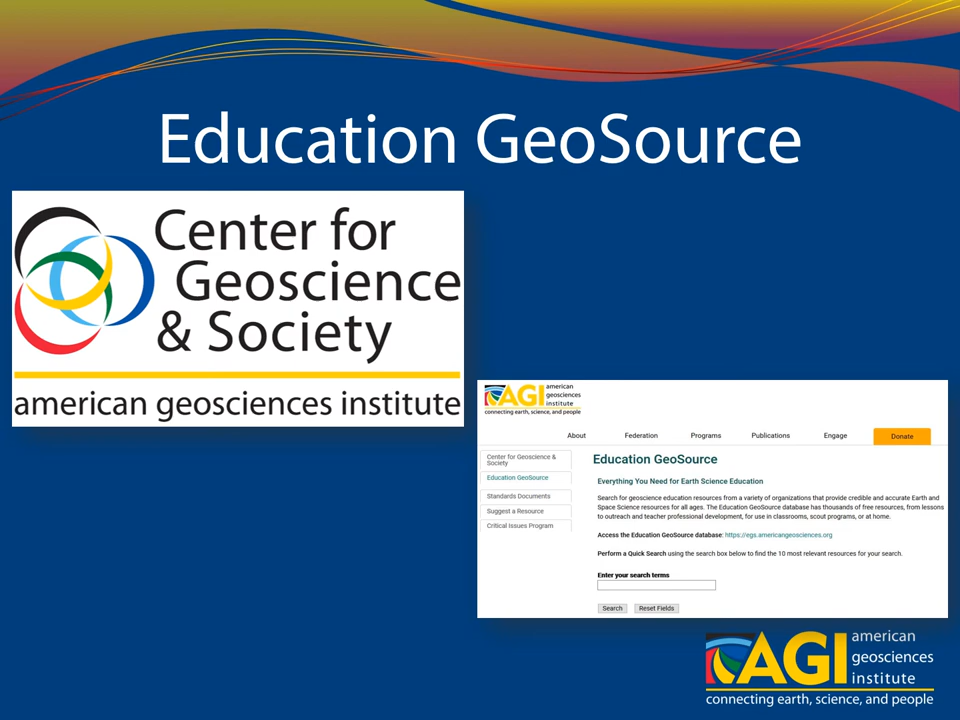 Education GeoSource
Center for
Geoscience
& Society
american geosciences institute
AGI
american
geosciences
institute
connecting earth, science, and people
About Federation Programs Publications Engage Donate
Center for Geoscience &
Society
Education GeoSource
Standards Documents
Suggest a Resource
Critical Issues Program
Education GeoSource
Everything You Need for Earth Science Education
Search for geoscience education resources from a variety of organizations that provide credible and accurate Earth and
Space Science resources for all ages. The Education GeoSource database has thousands of free resources, from lessons
to outreach and teacher professional development, for use in classrooms, scout programs, or at home.
Access the Education GeoSource database: https://egs.americangeosciences.org
Perform a Quick Search using the search box below to find the 10 most relevant resources for your search.
Enter your search terms
Search Reset Fields
AGI
american
geosciences
institute
connecting earth, science, and people